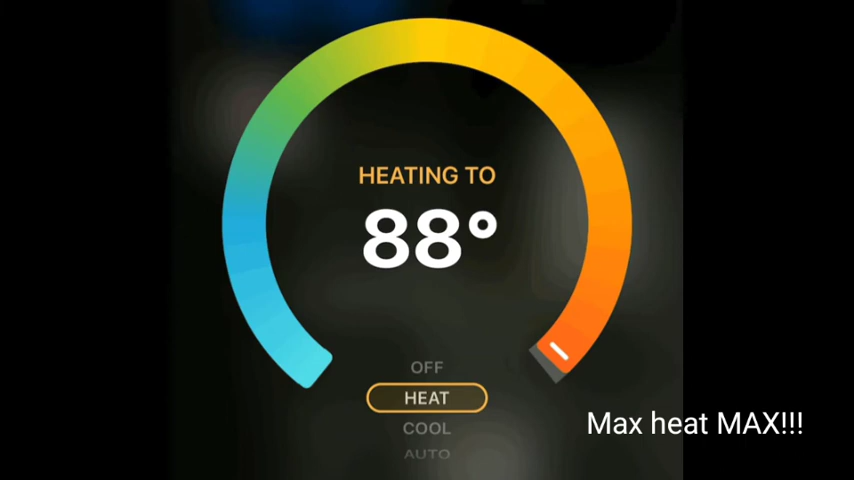 HEATING TO
88°
OFF
HEAT
COOL
AUTO
Max heat MAX!!!